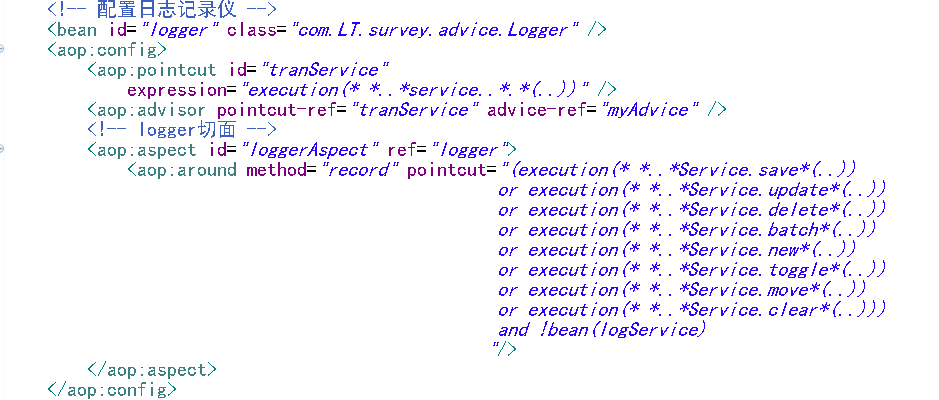 <!-- 配置日志记录仪 -->
<bean id="logger" class="com.LT.survey.advice.Logger" />
<aop:config>
<aop:pointcut id="tranService"
expression="execution(* *..*service..*.*(..))" />
<aop:advisor pointcut-ref="tranService" advice-ref="myAdvice" />
<!-- logger切面 -->
<aop:aspect id="loggerAspect" ref="logger">
<aop:around method="record" pointcut="(execution(* *..*Service.save*(..))
or execution(* *..*Service.update*(..))
or execution(* *..*Service.delete*(..))
or execution(* *..*Service.batch*(..))
or execution(* *..*Service.new*(..))
or execution(* *..*Service.toggle*(..))
or execution(* *..*Service.move*(..))
or execution(* *..*Service.clear*(..)))
and !bean(logService)
"/>
</aop:aspect>
</aop:config>